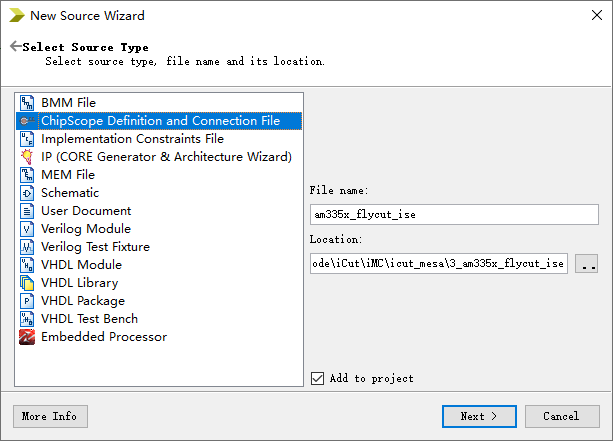 New Source Wizard
Select Source Type
Select source type, file name and its location.
BMM File
ChipScope Definition and Connection File
Implementation Constraints File
IP (CORE Generator & Architecture Wizard)
MEM File
Schematic
User Document
Verilog Module
Verilog Test Fixture
VHDL Module
VHDL Library
VHDL Package
VHDL Test Bench
Embedded Processor
File name:
am335x_flycut_ise
Location:
ode\iCut\iMC\icut_mesa\3_am335x_flycut_ise
..
Add to project
More Info
Next >
Cancel